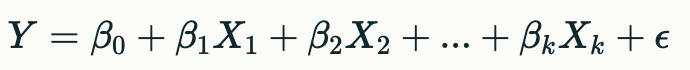 Y = β₀ + β₁X₁ + β₂X₂ + ... + βₖXₖ + ϵ